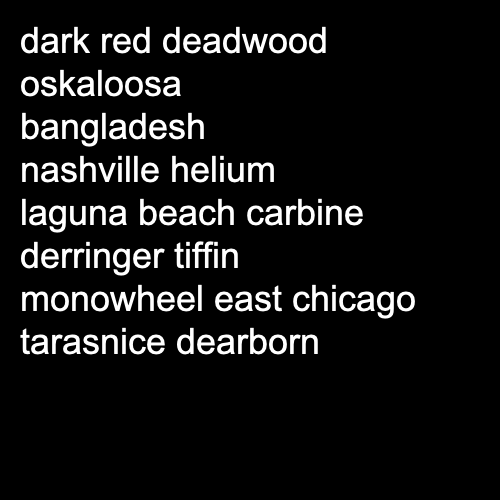 dark red deadwood
oskaloosa
bangladesh
nashville helium
laguna beach carbine
derringer tiffin
monowheel east chicago
tarasnice dearborn